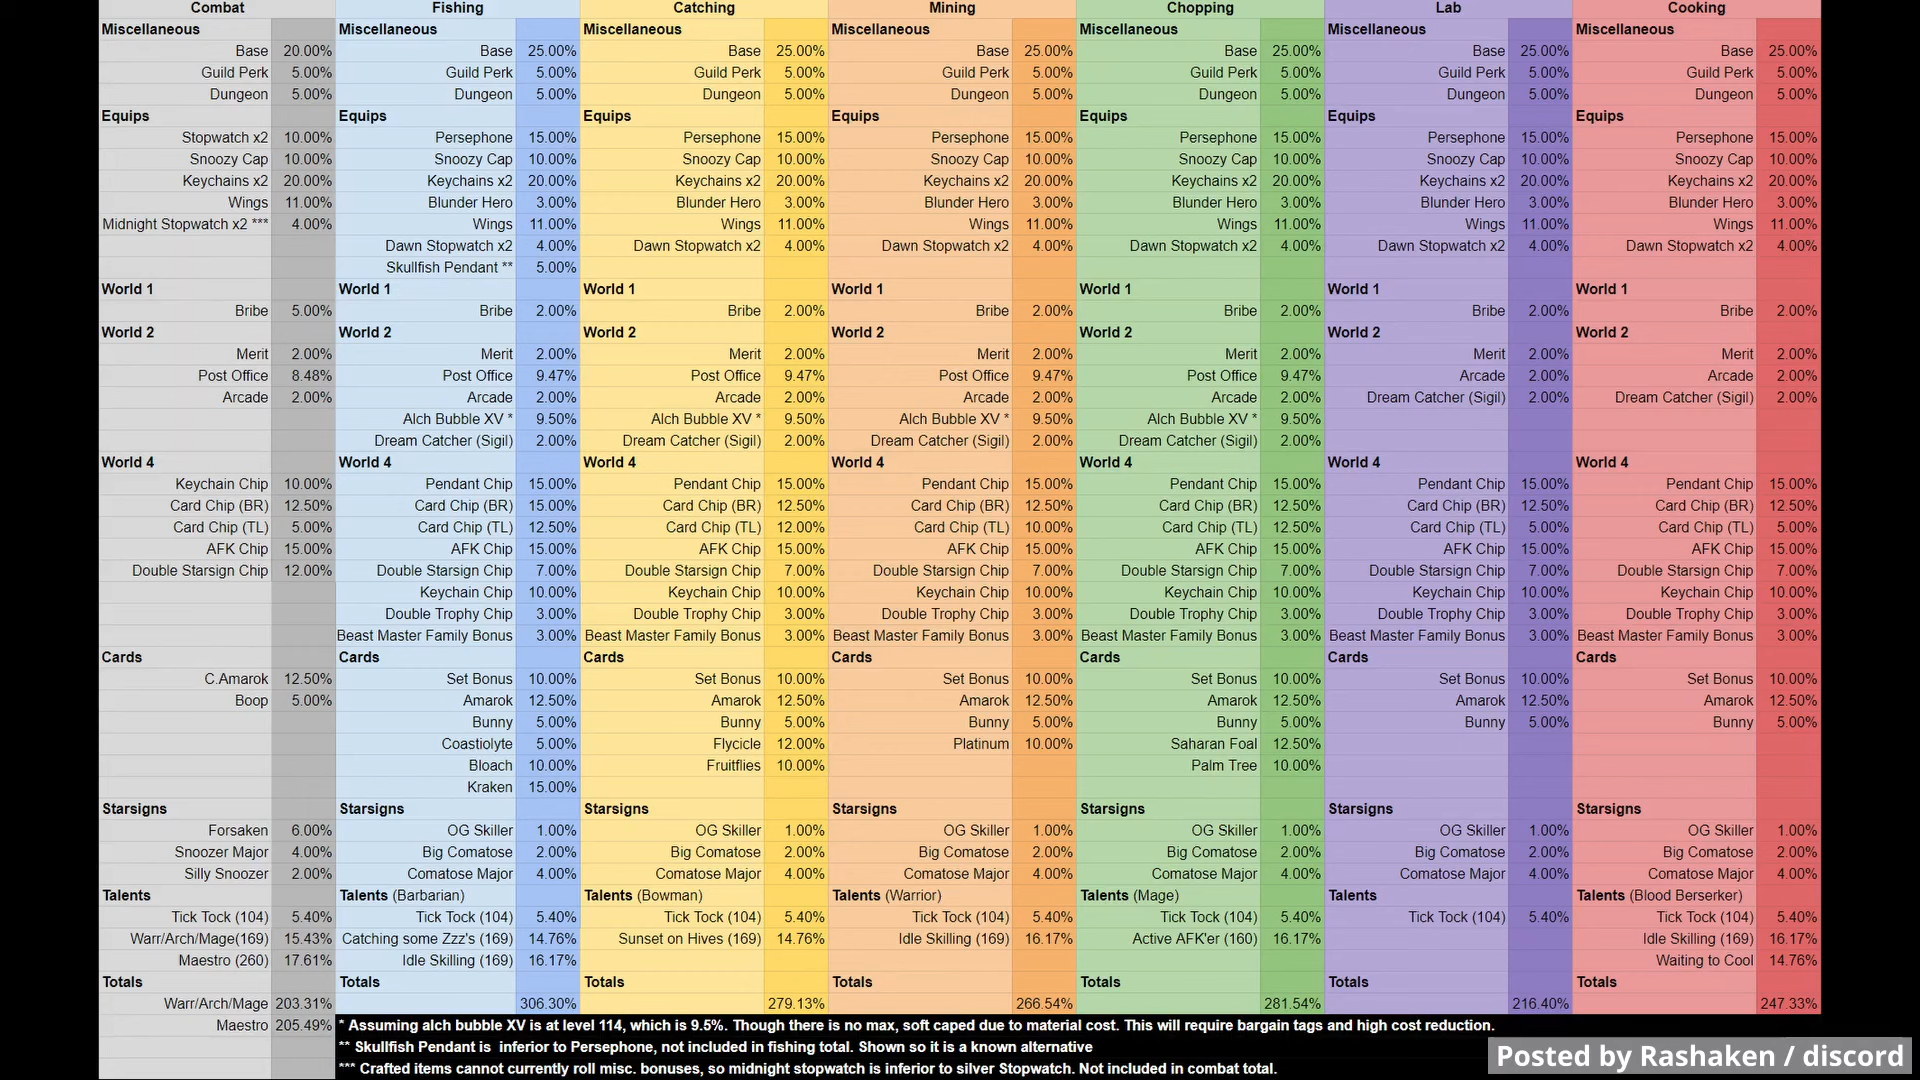 Combat Fishing Catching Mining Chopping Lab Cooking
Miscellaneous Miscellaneous Miscellaneous Miscellaneous Miscellaneous Miscellaneous Miscellaneous
Base 20.00% Base 25.00% Base 25.00% Base 25.00% Base 25.00% Base 25.00% Base 25.00%
Guild Perk 5.00% Guild Perk 5.00% Guild Perk 5.00% Guild Perk 5.00% Guild Perk 5.00% Guild Perk 5.00% Guild Perk 5.00%
Dungeon 5.00% Dungeon 5.00% Dungeon 5.00% Dungeon 5.00% Dungeon 5.00% Dungeon 5.00% Dungeon 5.00%
Equips Equips Equips Equips Equips Equips Equips
Stopwatch x2 10.00% Persephone 15.00% Persephone 15.00% Persephone 15.00% Persephone 15.00% Persephone 15.00% Persephone 15.00%
Snoozy Cap 10.00% Snoozy Cap 10.00% Snoozy Cap 10.00% Snoozy Cap 10.00% Snoozy Cap 10.00% Snoozy Cap 10.00% Snoozy Cap 10.00%
Keychains x2 20.00% Keychains x2 20.00% Keychains x2 20.00% Keychains x2 20.00% Keychains x2 20.00% Keychains x2 20.00% Keychains x2 20.00%
Wings 11.00% Blunder Hero 3.00% Blunder Hero 3.00% Blunder Hero 3.00% Blunder Hero 3.00% Blunder Hero 3.00% Blunder Hero 3.00%
Midnight Stopwatch x2 *** 4.00% Wings 11.00% Wings 11.00% Wings 11.00% Wings 11.00% Wings 11.00% Wings 11.00%
Dawn Stopwatch x2 4.00% Dawn Stopwatch x2 4.00% Dawn Stopwatch x2 4.00% Dawn Stopwatch x2 4.00% Dawn Stopwatch x2 4.00% Dawn Stopwatch x2 4.00%
Skullfish Pendant ** 5.00%
World 1 World 1 World 1 World 1 World 1 World 1 World 1
Bribe 5.00% Bribe 2.00% Bribe 2.00% Bribe 2.00% Bribe 2.00% Bribe 2.00% Bribe 2.00%
World 2 World 2 World 2 World 2 World 2 World 2 World 2
Merit 2.00% Merit 2.00% Merit 2.00% Merit 2.00% Merit 2.00% Merit 2.00% Merit 2.00%
Post Office 8.48% Post Office 9.47% Post Office 9.47% Post Office 9.47% Post Office 9.47% Arcade 2.00% Arcade 2.00%
Arcade 2.00% Arcade 2.00% Arcade 2.00% Arcade 2.00% Arcade 2.00% Dream Catcher (Sigil) 2.00% Dream Catcher (Sigil) 2.00%
Alch Bubble XV * 9.50% Alch Bubble XV * 9.50% Alch Bubble XV * 9.50% Alch Bubble XV * 9.50%
Dream Catcher (Sigil) 2.00% Dream Catcher (Sigil) 2.00% Dream Catcher (Sigil) 2.00% Dream Catcher (Sigil) 2.00%
World 4 World 4 World 4 World 4 World 4 World 4 World 4
Keychain Chip 10.00% Pendant Chip 15.00% Pendant Chip 15.00% Pendant Chip 15.00% Pendant Chip 15.00% Pendant Chip 15.00% Pendant Chip 15.00%
Card Chip (BR) 12.50% Card Chip (BR) 15.00% Card Chip (BR) 12.50% Card Chip (BR) 12.50% Card Chip (BR) 12.50% Card Chip (BR) 12.50% Card Chip (BR) 12.50%
Card Chip (TL) 5.00% Card Chip (TL) 12.50% Card Chip (TL) 12.00% Card Chip (TL) 10.00% Card Chip (TL) 12.50% Card Chip (TL) 5.00% Card Chip (TL) 5.00%
AFK Chip 15.00% AFK Chip 15.00% AFK Chip 15.00% AFK Chip 15.00% AFK Chip 15.00% AFK Chip 15.00% AFK Chip 15.00%
Double Starsign Chip 12.00% Double Starsign Chip 7.00% Double Starsign Chip 7.00% Double Starsign Chip 7.00% Double Starsign Chip 7.00% Double Starsign Chip 7.00% Double Starsign Chip 7.00%
Keychain Chip 10.00% Keychain Chip 10.00% Keychain Chip 10.00% Keychain Chip 10.00% Keychain Chip 10.00% Keychain Chip 10.00%
Double Trophy Chip 3.00% Double Trophy Chip 3.00% Double Trophy Chip 3.00% Double Trophy Chip 3.00% Double Trophy Chip 3.00% Double Trophy Chip 3.00%
Beast Master Family Bonus 3.00% Beast Master Family Bonus 3.00% Beast Master Family Bonus 3.00% Beast Master Family Bonus 3.00% Beast Master Family Bonus 3.00% Beast Master Family Bonus 3.00%
Cards Cards Cards Cards Cards Cards Cards
C.Amarok 12.50% Set Bonus 10.00% Set Bonus 10.00% Set Bonus 10.00% Set Bonus 10.00% Set Bonus 10.00% Set Bonus 10.00%
Boop 5.00% Amarok 12.50% Amarok 12.50% Amarok 12.50% Amarok 12.50% Amarok 12.50% Amarok 12.50%
Bunny 5.00% Bunny 5.00% Bunny 5.00% Bunny 5.00% Bunny 5.00% Bunny 5.00%
Coastiolyte 5.00% Flycicle 12.00% Platinum 10.00% Saharan Foal 12.50%
Bloach 10.00% Fruitflies 10.00% Palm Tree 10.00%
Kraken 15.00%
Starsigns Starsigns Starsigns Starsigns Starsigns Starsigns Starsigns
Forsaken 6.00% OG Skiller 1.00% OG Skiller 1.00% OG Skiller 1.00% OG Skiller 1.00% OG Skiller 1.00% OG Skiller 1.00%
Snoozer Major 4.00% Big Comatose 2.00% Big Comatose 2.00% Big Comatose 2.00% Big Comatose 2.00% Big Comatose 2.00% Big Comatose 2.00%
Silly Snoozer 2.00% Comatose Major 4.00% Comatose Major 4.00% Comatose Major 4.00% Comatose Major 4.00% Comatose Major 4.00% Comatose Major 4.00%
Talents Talents (Barbarian) Talents (Bowman) Talents (Warrior) Talents (Mage) Talents Talents (Blood Berserker)
Tick Tock (104) 5.40% Tick Tock (104) 5.40% Tick Tock (104) 5.40% Tick Tock (104) 5.40% Tick Tock (104) 5.40% Tick Tock (104) 5.40% Tick Tock (104) 5.40%
Warr/Arch/Mage(169) 15.43% Catching some Zzz's (169) 14.76% Sunset on Hives (169) 14.76% Idle Skilling (169) 16.17% Active AFK'er (160) 16.17% Idle Skilling (169) 16.17%
Maestro (260) 17.61% Idle Skilling (169) 16.17% Waiting to Cool 14.76%
Totals Totals Totals Totals Totals Totals Totals
Warr/Arch/Mage 203.31% 306.30% 279.13% 266.54% 281.54% 216.40% 247.33%
Maestro 205.49% * Assuming alch bubble XV is at level 114, which is 9.5%. Though there is no max, soft caped due to material cost. This will require bargain tags and high cost reduction.
** Skullfish Pendant is inferior to Persephone, not included in fishing total. Shown so it is a known alternative
*** Crafted items cannot currently roll misc. bonuses, so midnight stopwatch is inferior to silver Stopwatch. Not included in combat total.
Posted by Rashaken / discord